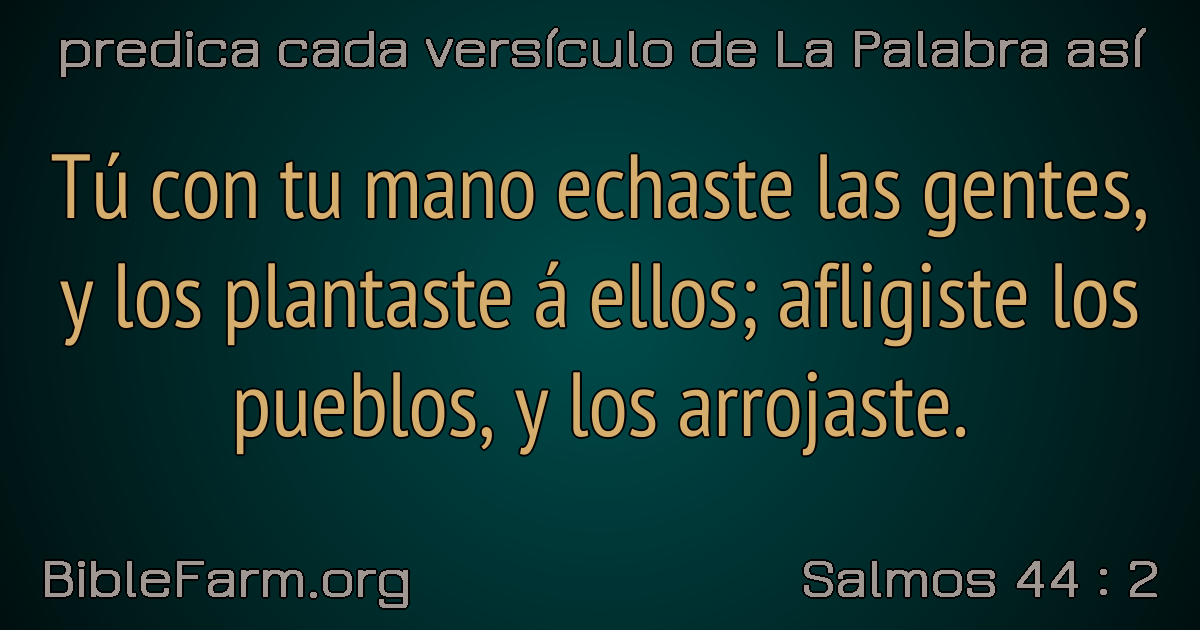 predica cada versículo de La Palabra así
Tú con tu mano echaste las gentes,
y los plantaste á ellos; afligiste los
pueblos, y los arrojaste.
BibleFarm.org
Salmos 44 : 2